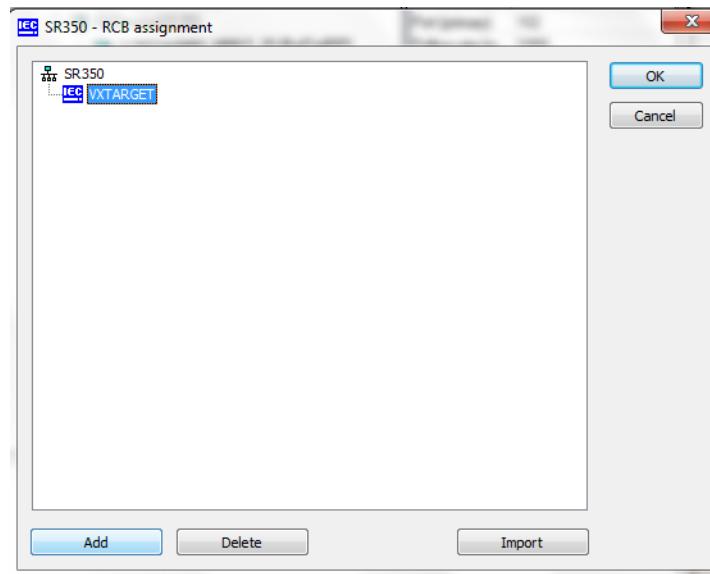 IEC SR350 - RCB assignment
SR350
IEC VXTARGET
OK
Cancel
Add
Delete
Import